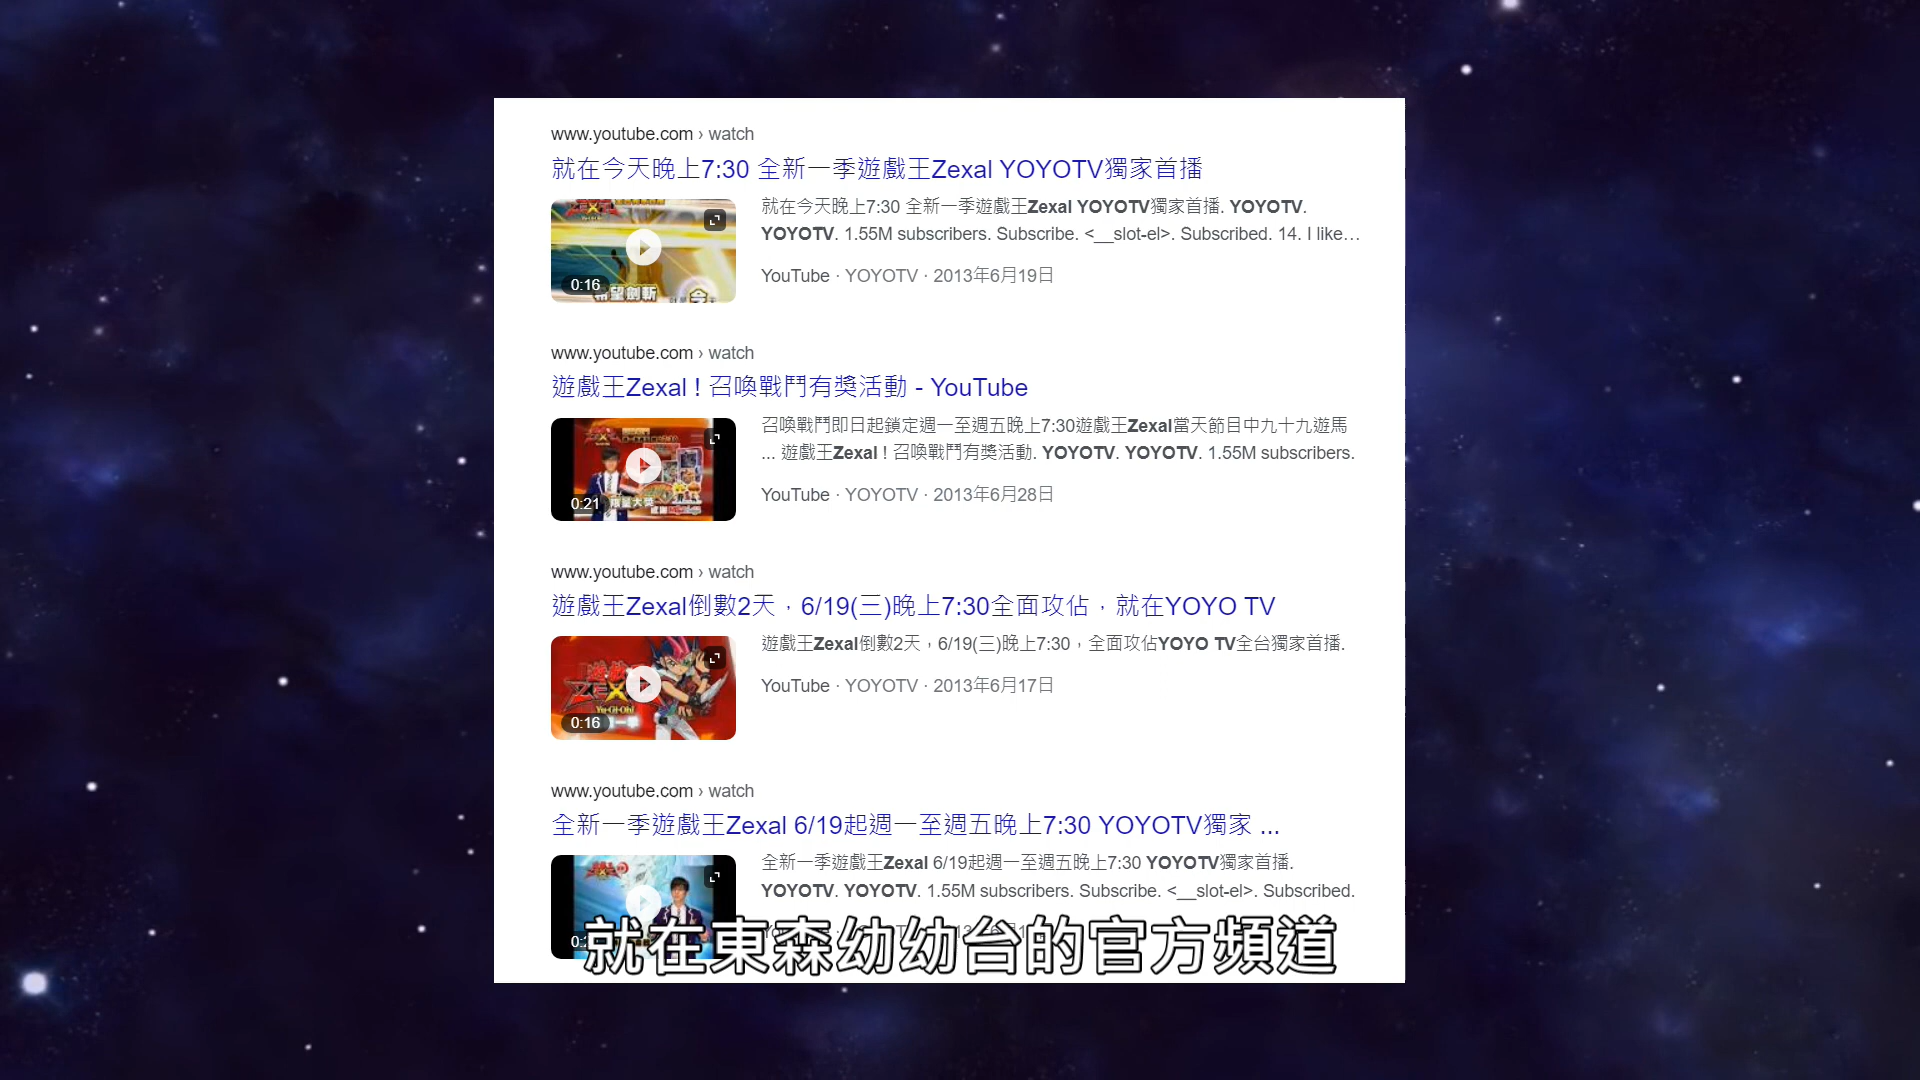 www.youtube.com › watch
就在今天晚上7:30 全新一季遊戲王Zexal YOYOTV獨家首播
就在今天晚上7:30 全新一季遊戲王Zexal YOYOTV獨家首播. YOYOTV.
YOYOTV. 1.55M subscribers. Subscribe. <__slot-el>. Subscribed. 14. I like…
0:16
希望劍斬
YouTube · YOYOTV · 2013年6月19日
www.youtube.com › watch
遊戲王Zexal ! 召喚戰鬥有獎活動 - YouTube
召喚戰鬥即日起鎖定週一至週五晚上7:30遊戲王Zexal當天節目中九十九遊馬
... 遊戲王Zexal ! 召喚戰鬥有獎活動. YOYOTV. YOYOTV. 1.55M subscribers.
0:21
YouTube · YOYOTV · 2013年6月28日
www.youtube.com › watch
遊戲王Zexal倒數2天，6/19(三)晚上7:30全面攻佔，就在YOYO TV
遊戲王Zexal倒數2天，6/19(三)晚上7:30，全面攻佔YOYO TV全台獨家首播.
Yu-Gi-Oh!
0:16
YouTube · YOYOTV · 2013年6月17日
www.youtube.com › watch
全新一季遊戲王Zexal 6/19起週一至週五晚上7:30 YOYOTV獨家 ...
全新一季遊戲王Zexal 6/19起週一至週五晚上7:30 YOYOTV獨家首播.
YOYOTV. YOYOTV. 1.55M subscribers. Subscribe. <__slot-el>. Subscribed.
就在東森幼幼台的官方頻道